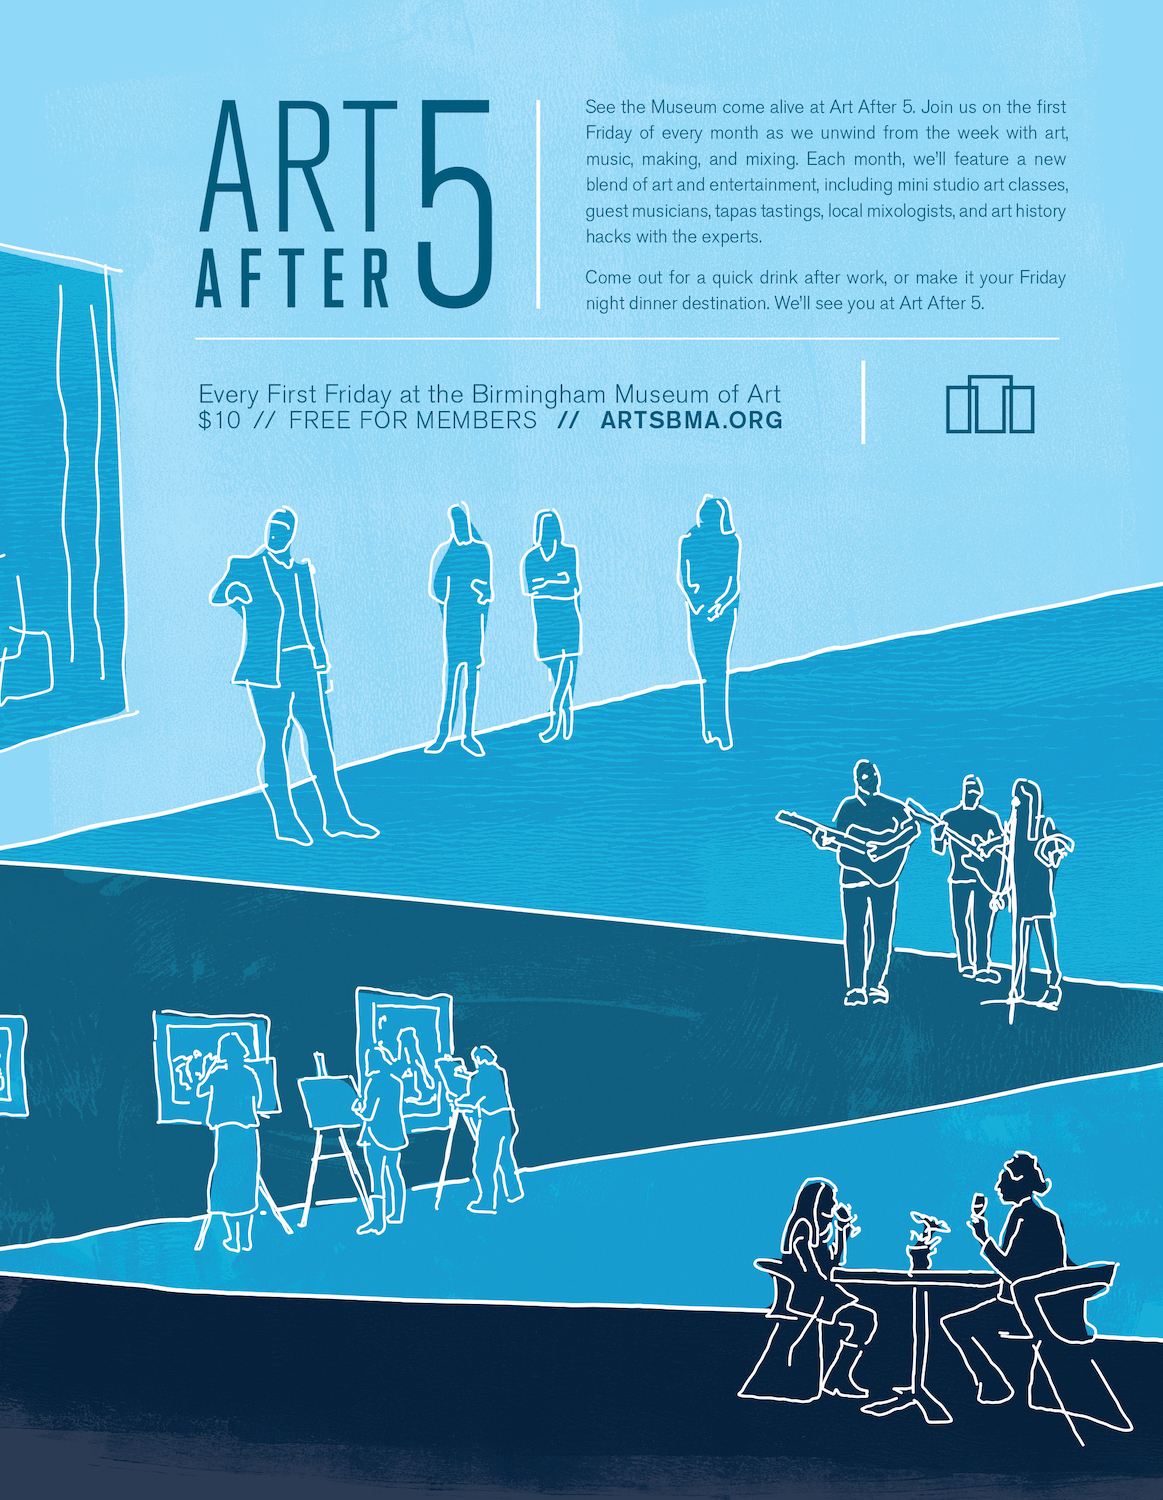 ART 5
AFTER
See the Museum come alive at Art After 5. Join us on the first
Friday of every month as we unwind from the week with art,
music, making, and mixing. Each month, we'll feature a new
blend of art and entertainment, including mini studio art classes,
guest musicians, tapas tastings, local mixologists, and art history
hacks with the experts.
Come out for a quick drink after work, or make it your Friday
night dinner destination. We'll see you at Art After 5.
Every First Friday at the Birmingham Museum of Art
$10 // FREE FOR MEMBERS // ARTSBMA.ORG